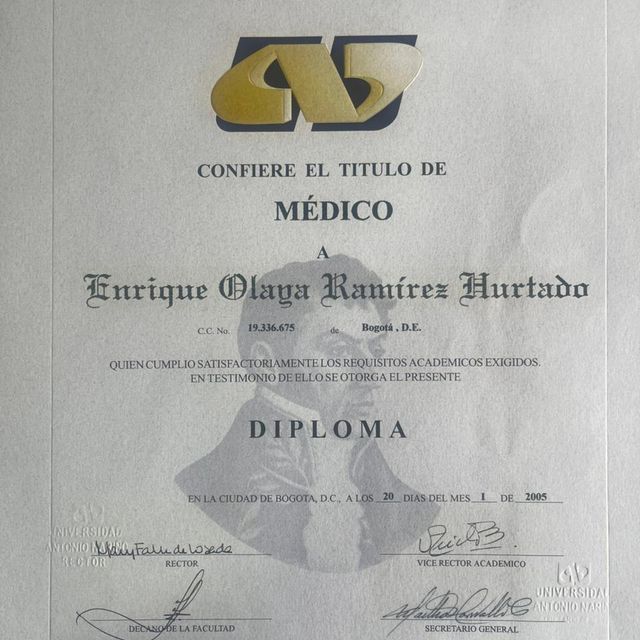 CONFIERE EL TITULO DE
MÉDICO
A
Enrique Olaya Ramírez Hurtado
C.C. No. 19.336.675 de Bogotá, D.E.
QUIEN CUMPLIO SATISFACTORIAMENTE LOS REQUISITOS ACADEMICOS EXIGIDOS.
EN TESTIMONIO DE ELLO SE OTORGA EL PRESENTE
DIPLOMA
EN LA CIUDAD DE BOGOTA, D.C., A LOS 20 DIAS DEL MES 1 DE 2005
UNIVERSIDAD
ANTONIO
RECTOR
RECTOR
VICE RECTOR ACADEMICO
UNIVERSIDA
ANTONIO NARI
DECANO DE LA FACULTAD
SECRETARIO GENERAL